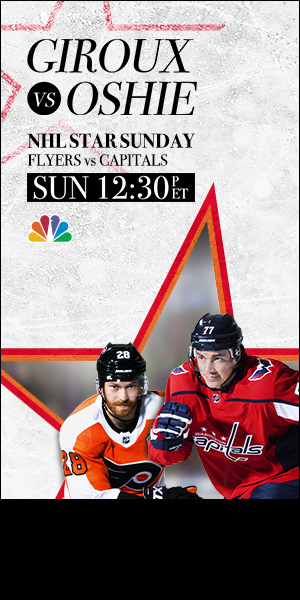 GIROUX
VS OSHIE
NHL STAR SUNDAY
FLYERS vs CAPITALS
SUN 12:30 P ET
77
28
28
Capitals